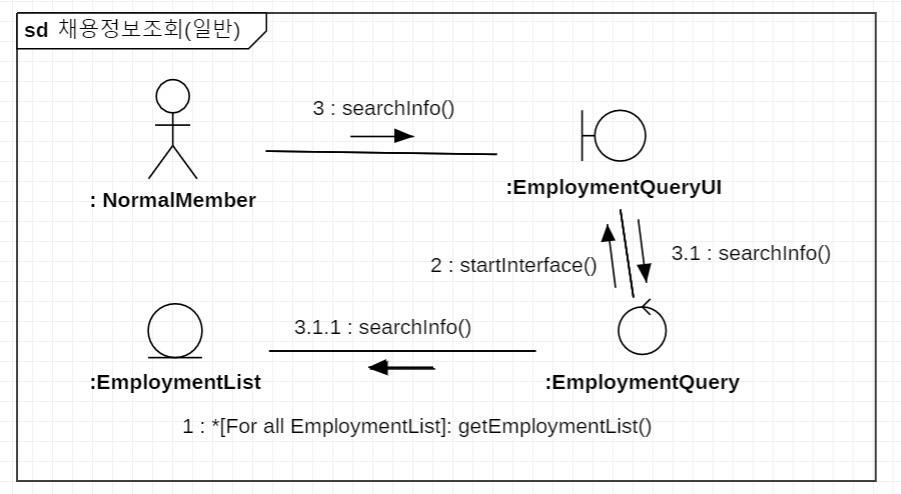 sd 채용정보조회(일반)
3 : searchInfo()
: NormalMember
:EmploymentQueryUI
2 : startInterface()
3.1 : searchInfo()
3.1.1 : searchInfo()
:EmploymentList
:EmploymentQuery
1 : *[For all EmploymentList]: getEmploymentList()